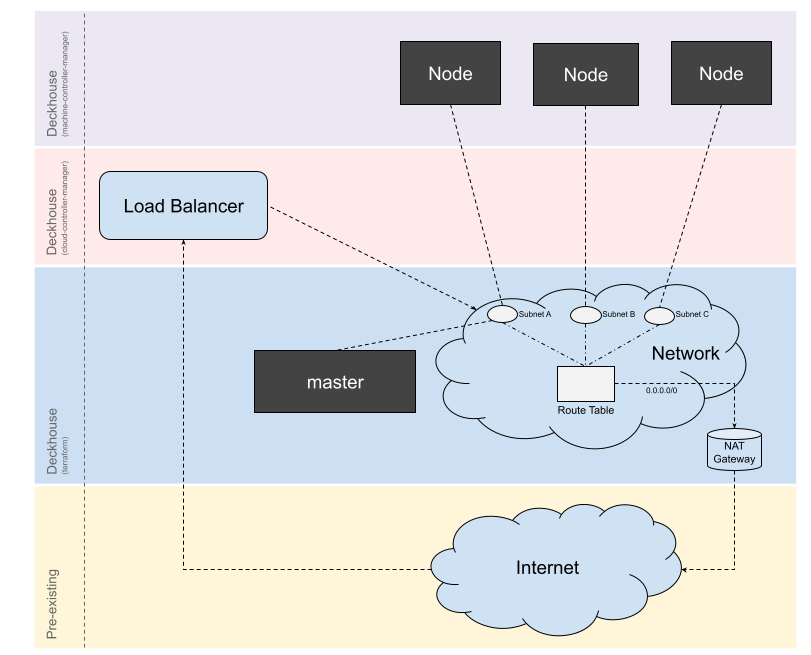 Deckhouse
(machine-controller-manager)
Node
Node
Node
Deckhouse
(cloud-controller-manager)
Load Balancer
Deckhouse
(terraform)
Subnet A
Subnet B
Subnet C
Network
master
0.0.0.0/0
Route Table
NAT
Gateway
Pre-existing
Internet